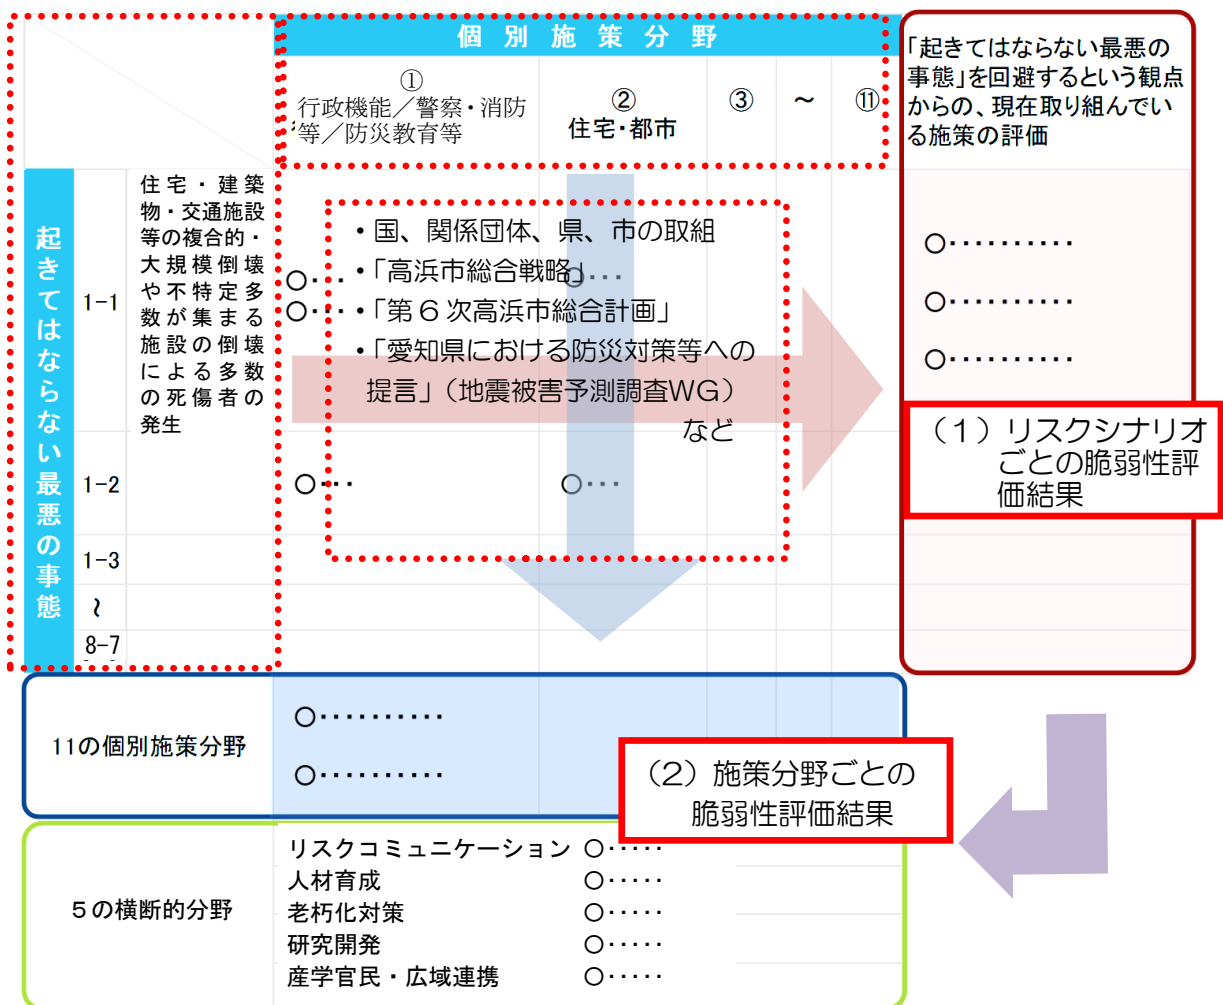 個別施策分野
①
行政機能／警察・消防
等／防災教育等
②
住宅・都市
③
～
⑪
「起きてはならない最悪の
事態」を回避するという観点
からの、現在取り組んでい
る施策の評価
起きてはならない最悪の事態
1-1
住宅・建築
物・交通施設
等の複合的・
大規模倒壊
や不特定多
数が集まる
施設の倒壊
による多数
の死傷者の
発生
○‥‥
○‥‥
○‥‥
・国、関係団体、県、市の取組
・「高浜市総合戦略」
・「第６次高浜市総合計画」
・「愛知県における防災対策等への
提言」（地震被害予測調査WG）
など
○‥‥‥‥‥
○‥‥‥‥‥
○‥‥‥‥‥
（１）リスクシナリオ
ごとの脆弱性評
価結果
1-2
○‥‥
○‥‥
1-3
～
8-7
11の個別施策分野
○‥‥‥‥‥
○‥‥‥‥‥
（２）施策分野ごとの
脆弱性評価結果
５の横断的分野
リスクコミュニケーション ○‥‥‥
人材育成 ○‥‥‥
老朽化対策 ○‥‥‥
研究開発 ○‥‥‥
産学官民・広域連携 ○‥‥‥